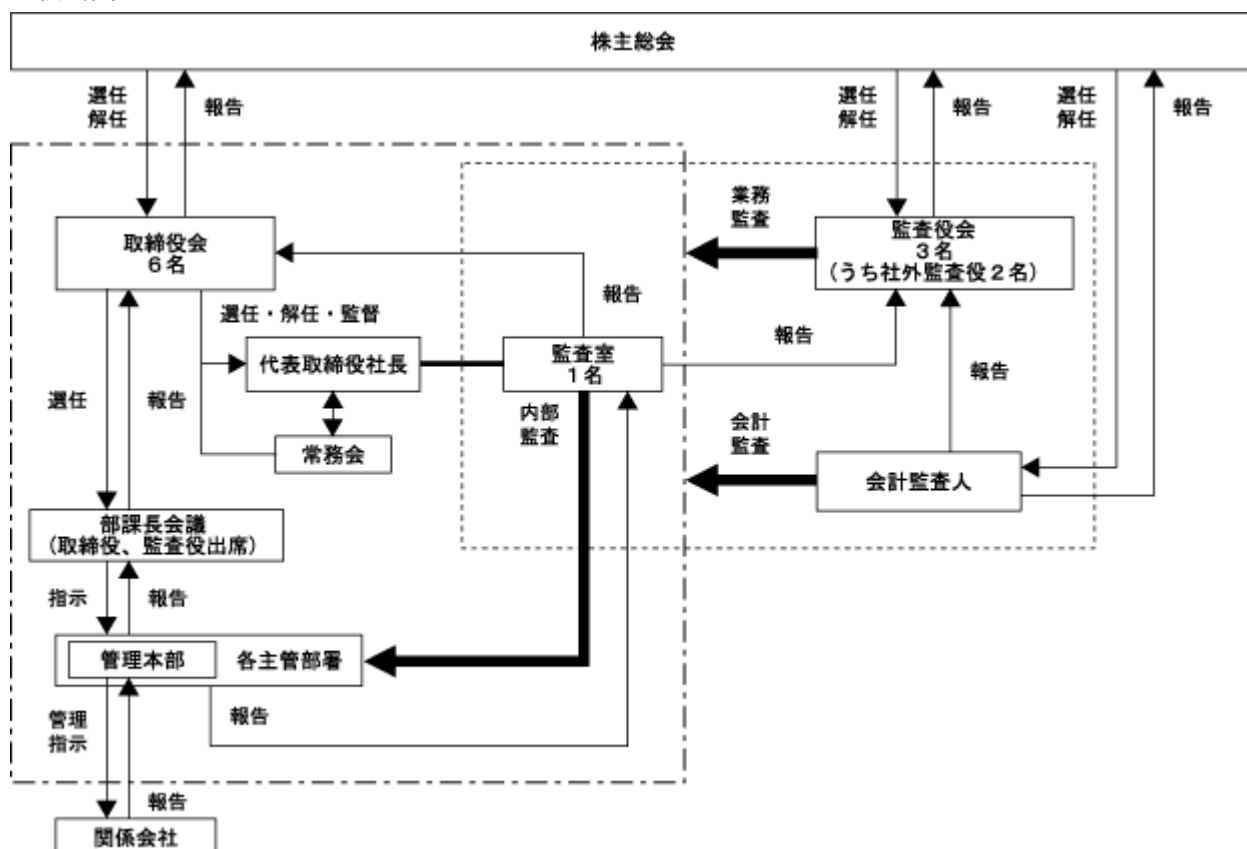 株主総会
選任
解任
報告
選任
解任
報告
選任
解任
報告
取締役会
6名
業務
監査
監査役会
3名
(うち社外監査役2名)
選任・解任・監督
報告
代表取締役社長
監査室
1名
報告
選任
報告
内部
監査
報告
常務会
会計
監査
会計監査人
部課長会議
(取締役、監査役出席)
指示
報告
管理本部
各主管部署
管理
指示
報告
報告
関係会社